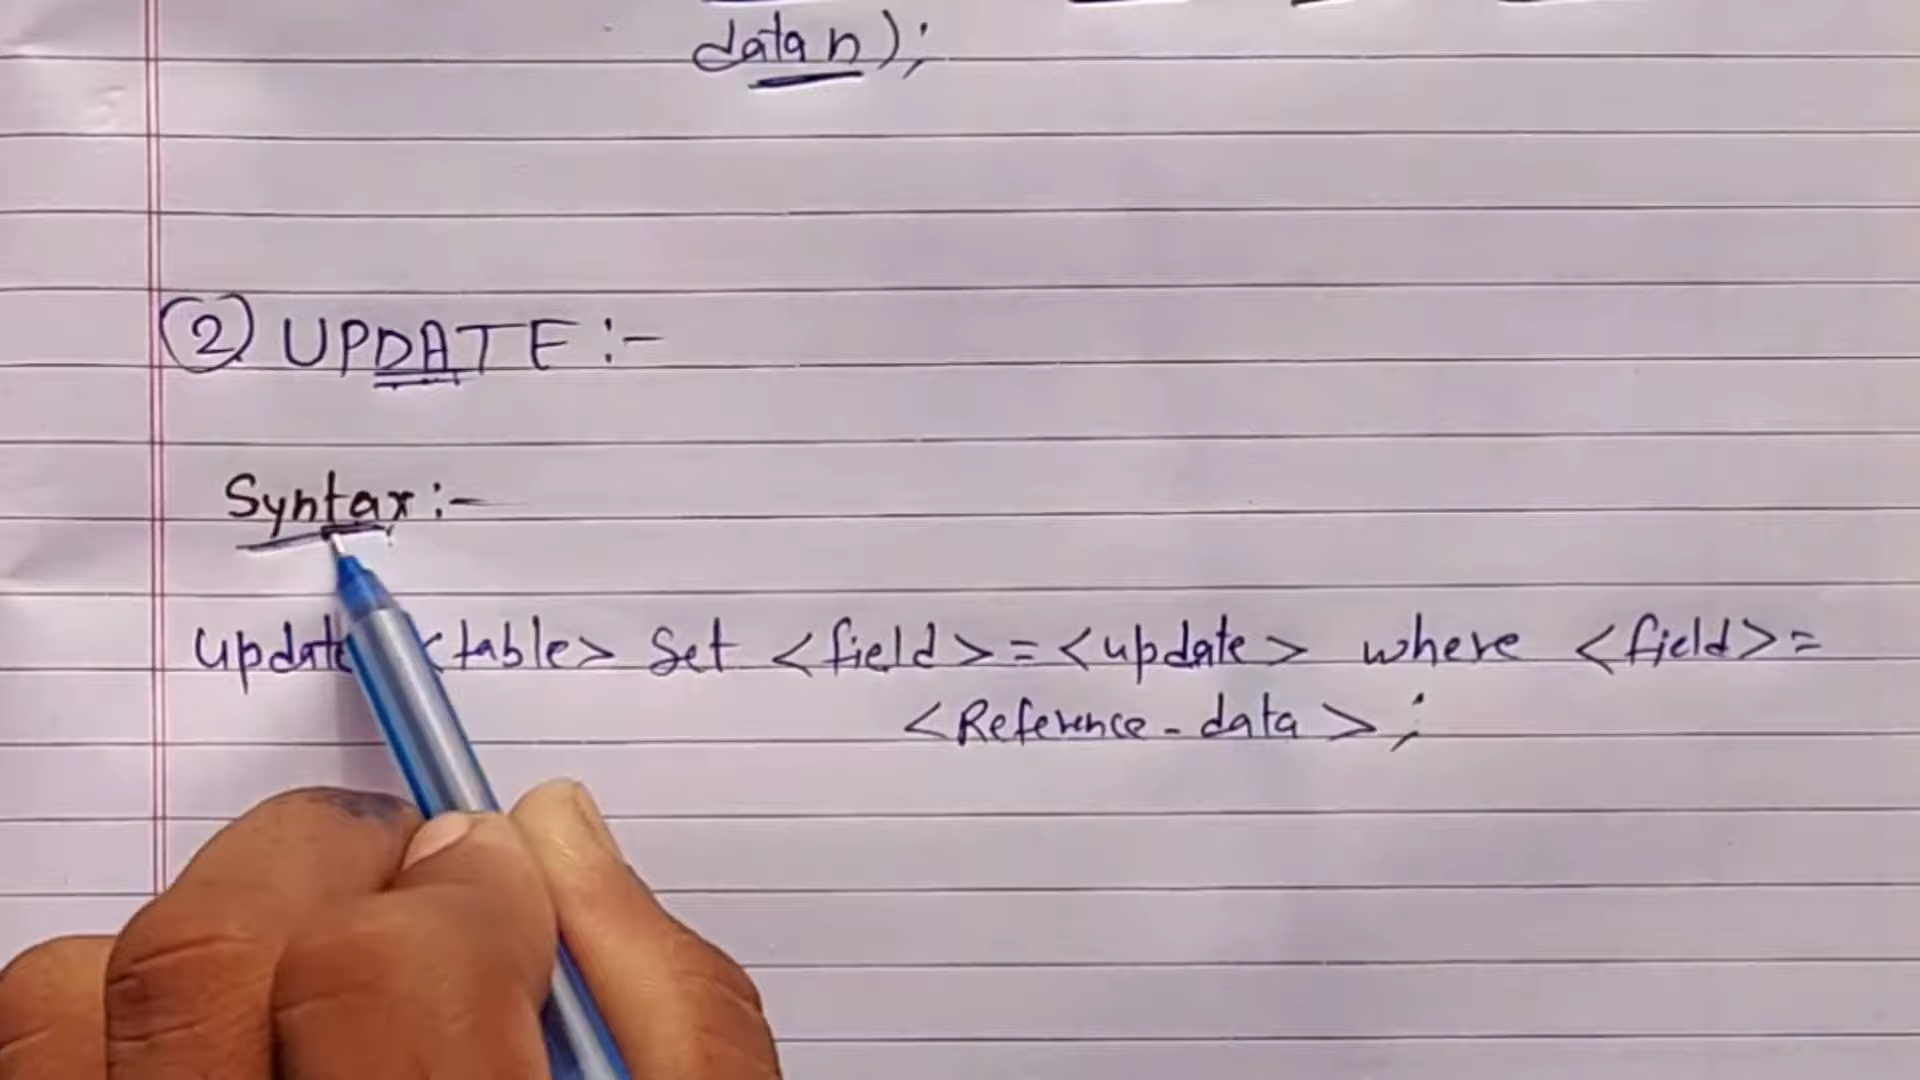 data n);
② UPDATE :-
Syntax :-
Update <table> Set <field> = <update> where <field> =
<Reference - data > ;